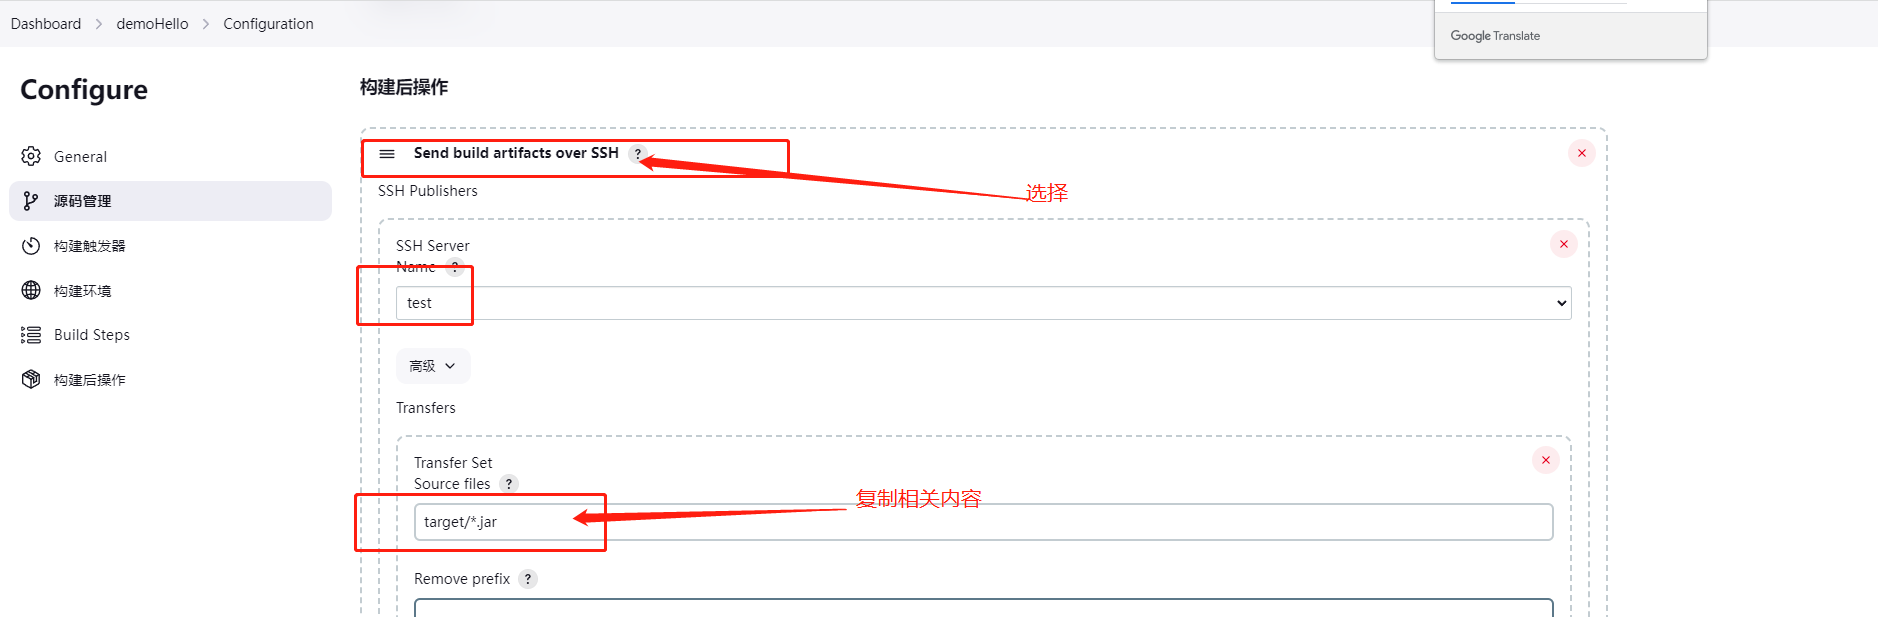 Dashboard > demoHello > Configuration
Google Translate
Configure
General
源码管理
构建触发器
构建环境
Build Steps
构建后操作
构建后操作
Send build artifacts over SSH ?
选择
SSH Publishers
SSH Server
Name ?
test
高级
Transfers
Transfer Set
Source files ?
复制相关内容
target/*.jar
Remove prefix ?